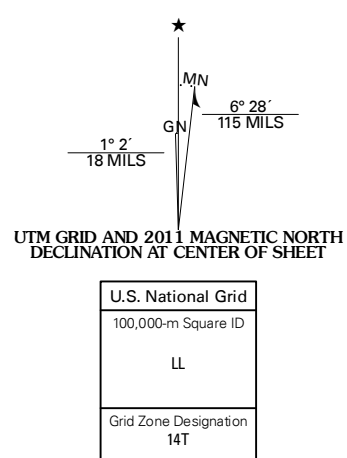 ★
MN
GN
6° 28´
115 MILS
1° 2´
18 MILS
UTM GRID AND 2011 MAGNETIC NORTH
DECLINATION AT CENTER OF SHEET
U.S. National Grid
100,000-m Square ID
LL
Grid Zone Designation
14T